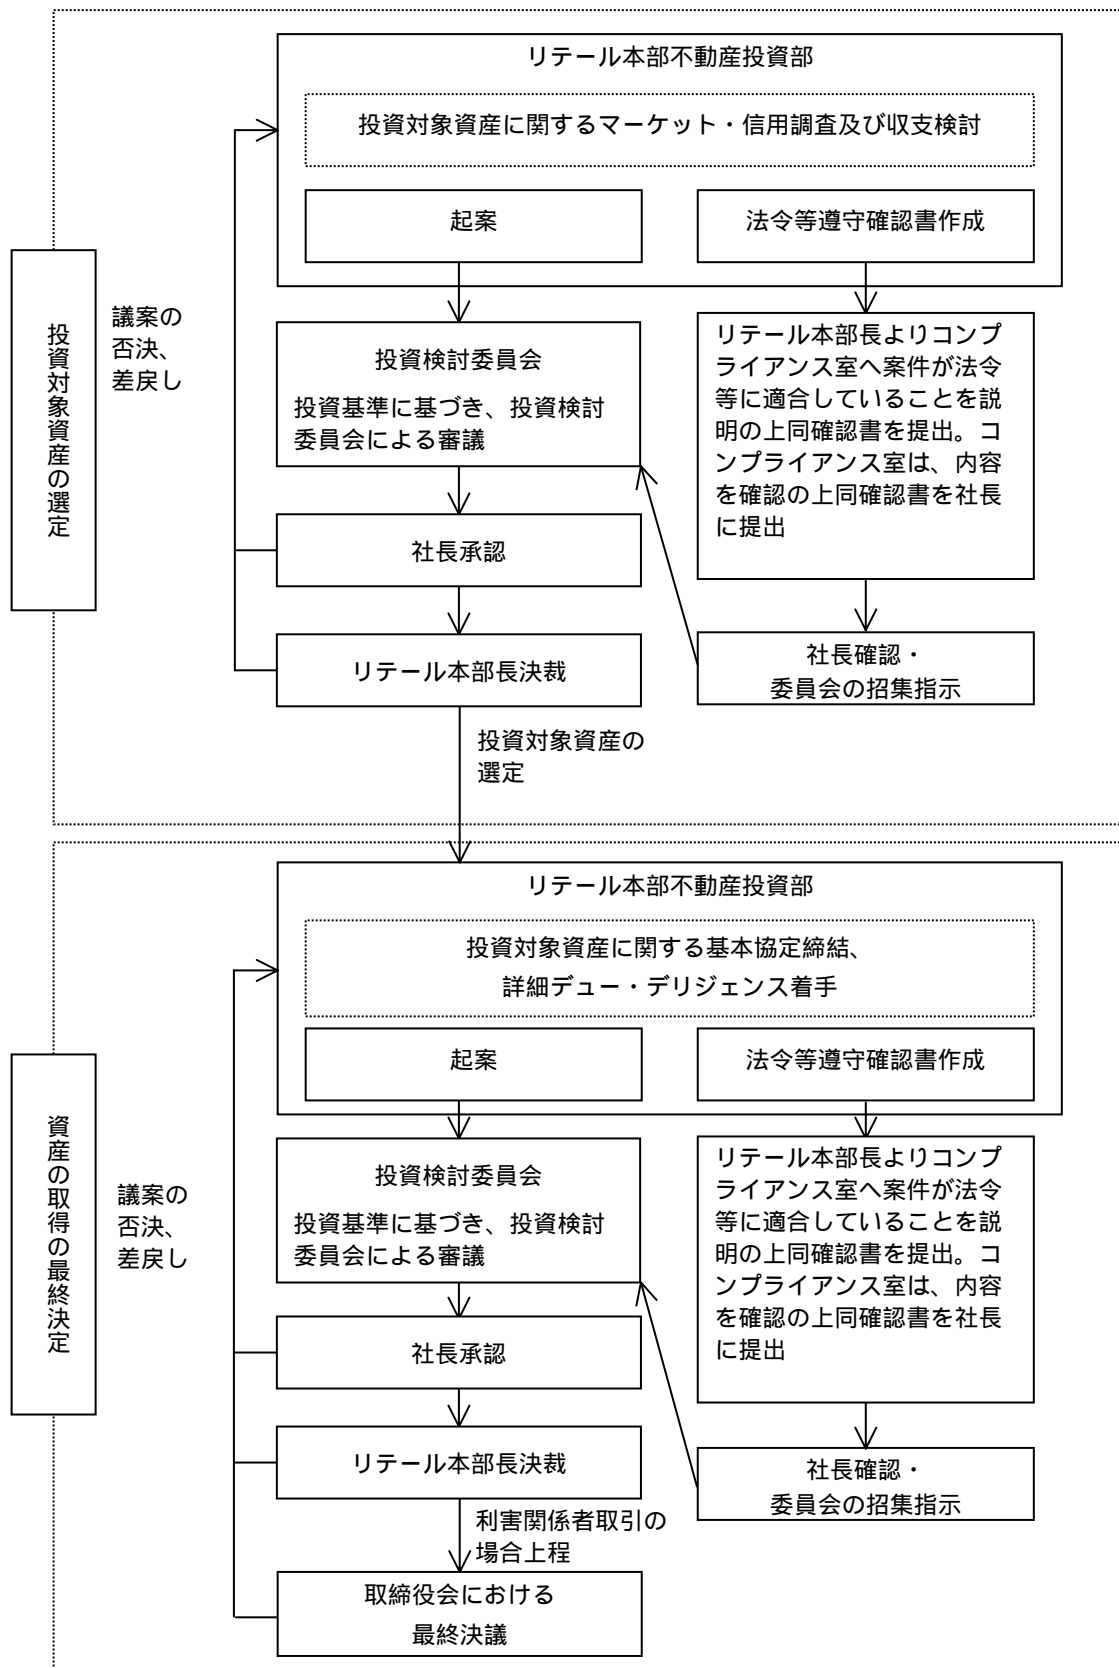 リテール本部不動産投資部
投資対象資産に関するマーケット・信用調査及び収支検討
起案
法令等遵守確認書作成
投資対象資産の選定
議案の
否決、
差戻し
投資検討委員会
投資基準に基づき、投資検討
委員会による審議
リテール本部長よりコンプ
ライアンス室へ案件が法令
等に適合していることを説
明の上同確認書を提出。コ
ンプライアンス室は、内容
を確認の上同確認書を社長
に提出
社長承認
リテール本部長決裁
社長確認・
委員会の招集指示
投資対象資産の
選定
リテール本部不動産投資部
投資対象資産に関する基本協定締結、
詳細デュー・デリジェンス着手
起案
法令等遵守確認書作成
資産の取得の最終決定
議案の
否決、
差戻し
投資検討委員会
投資基準に基づき、投資検討
委員会による審議
リテール本部長よりコンプ
ライアンス室へ案件が法令
等に適合していることを説
明の上同確認書を提出。コ
ンプライアンス室は、内容
を確認の上同確認書を社長
に提出
社長承認
リテール本部長決裁
社長確認・
委員会の招集指示
利害関係者取引の
場合上程
取締役会における
最終決議